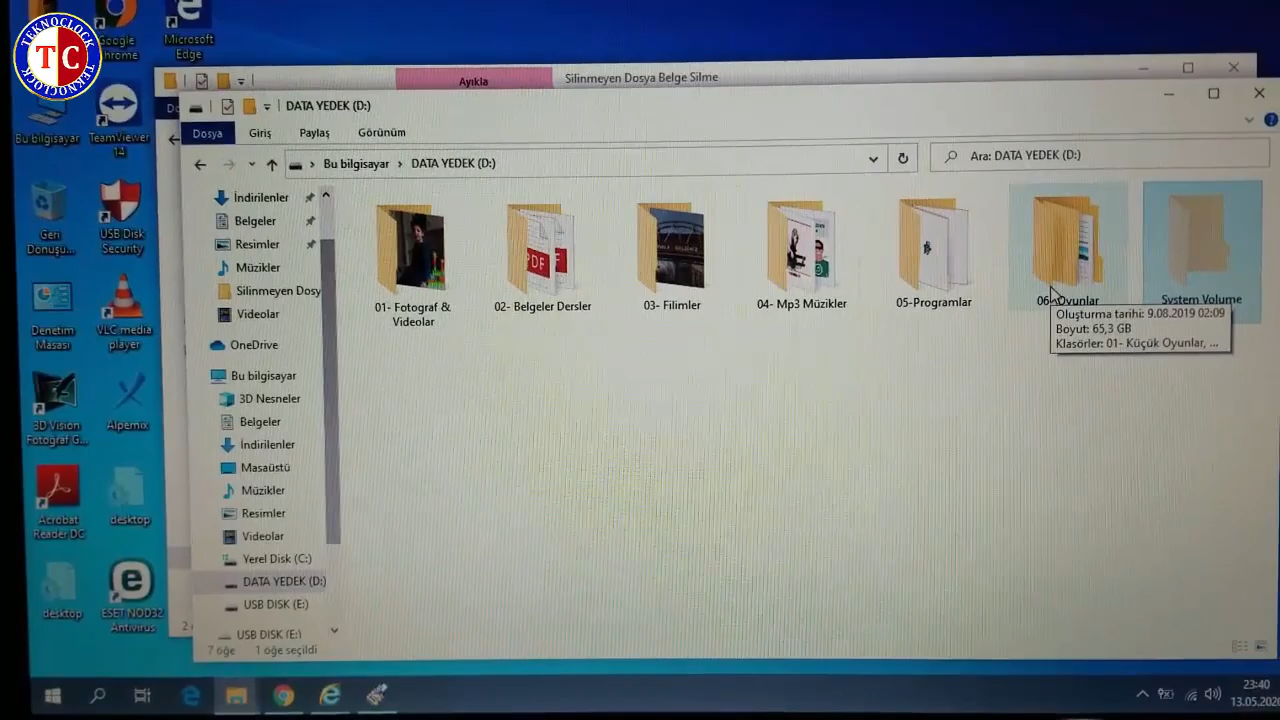 TEKNOCLOCK
TC
TEKNOCLOCK
Google
Chrome
Microsoft
Edge
Bu bilgisayar
TeamViewer
14
Geri
Dönüşü...
USB Disk
Security
Denetim
Masası
VLC media
player
3D Vision
Fotoğraf G...
Alpemix
Acrobat
Reader DC
desktop
desktop
ESET NOD32
Antivirus
Ayıkla
Silinmeyen Dosya Belge Silme
DATA YEDEK (D:)
Dosya
Giriş
Paylaş
Görünüm
Bu bilgisayar > DATA YEDEK (D:)
Ara: DATA YEDEK (D:)
İndirilenler
Belgeler
Resimler
Müzikler
Silinmeyen Dosy
Videolar
OneDrive
Bu bilgisayar
3D Nesneler
Belgeler
İndirilenler
Masaüstü
Müzikler
Resimler
Videolar
Yerel Disk (C:)
DATA YEDEK (D:)
USB DISK (E:)
USB DISK (E:)
01- Fotograf &
Videolar
PDF
02- Belgeler Dersler
03- Filimler
04- Mp3 Müzikler
05-Programlar
06-Oyunlar
System Volume
Oluşturma tarihi: 9.08.2019 02:09
Boyut: 65,3 GB
Klasörler: 01- Küçük Oyunlar, ...
7 öğe
1 öğe seçildi
23:40
13.05.2020